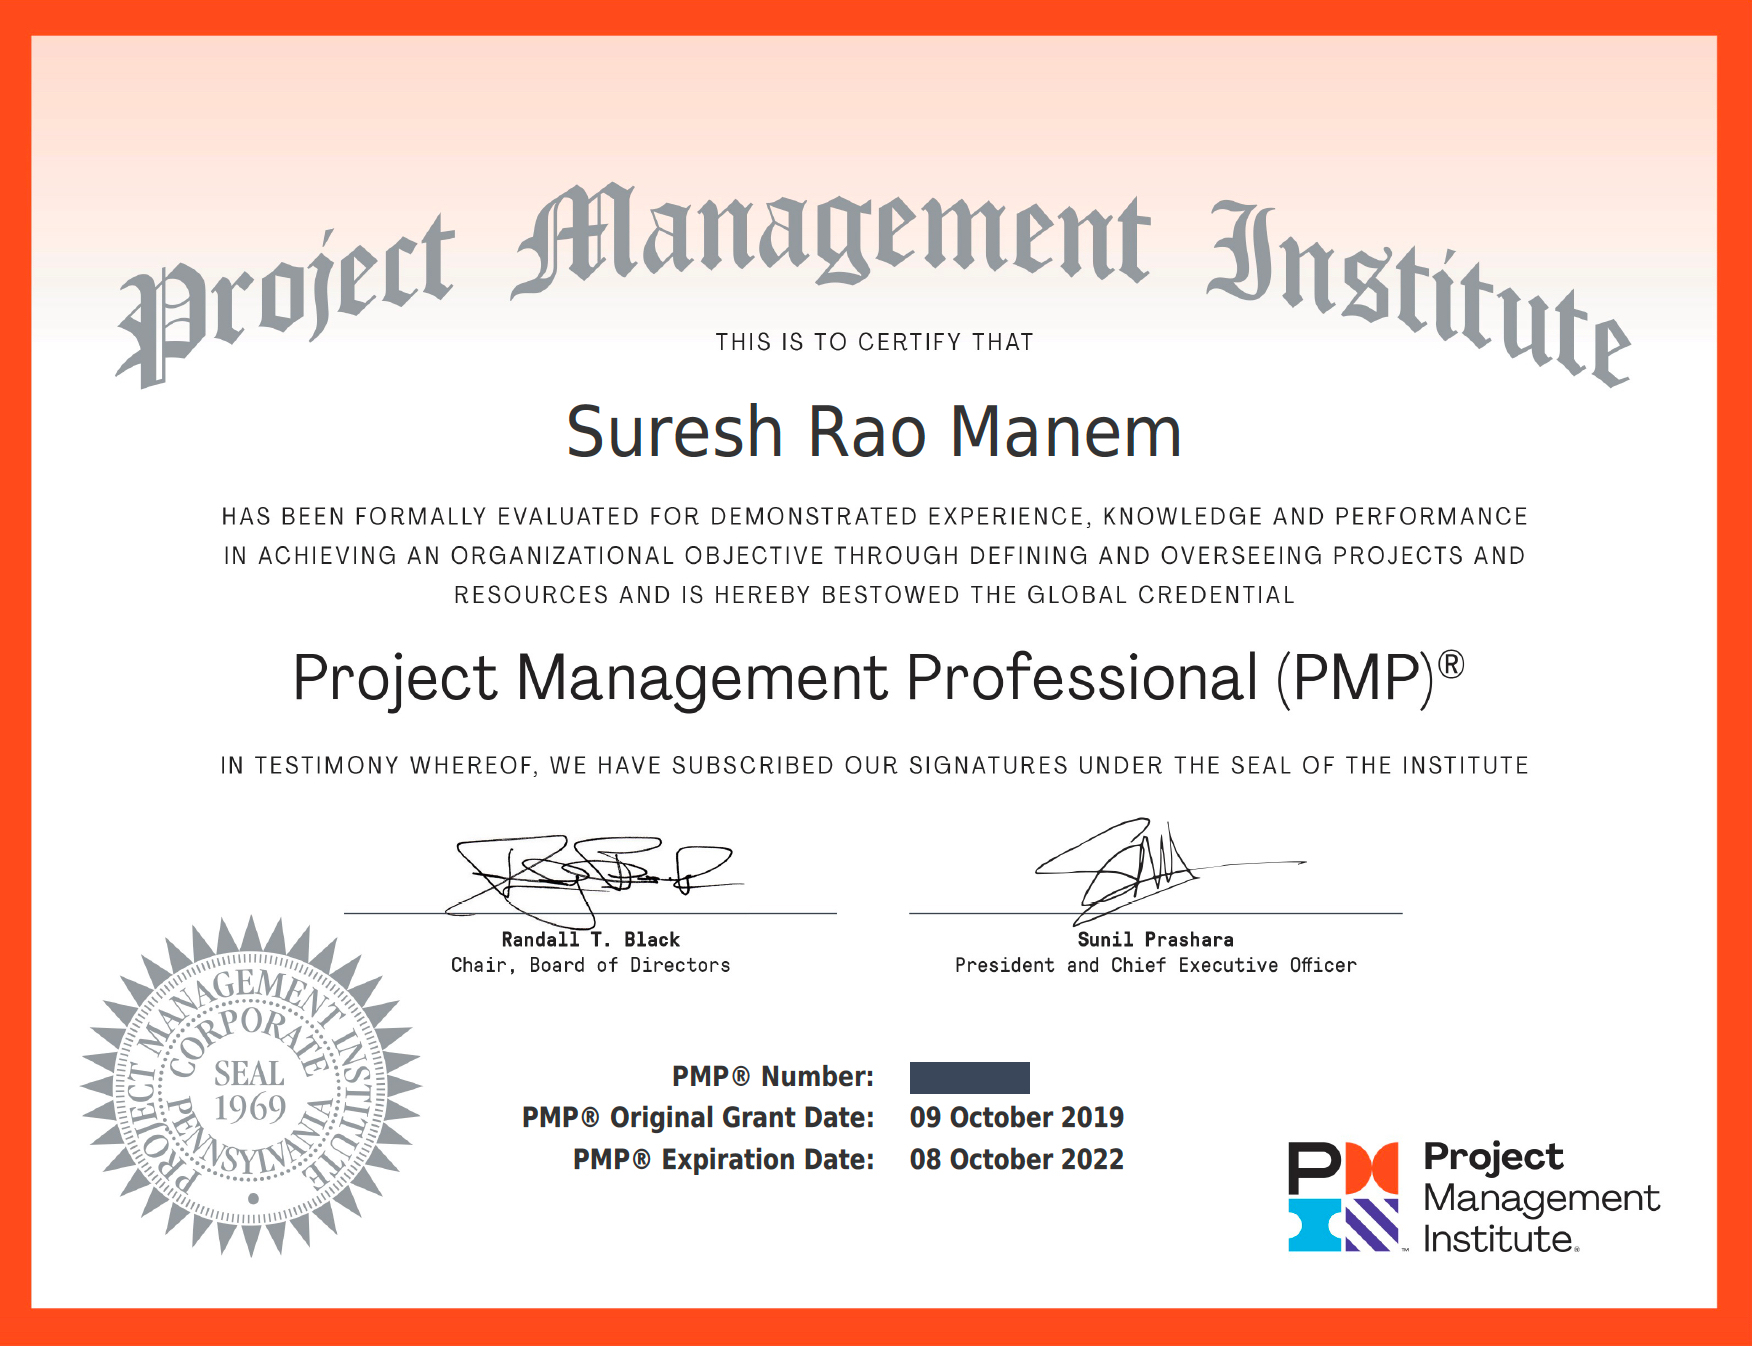 Project Management Institute
THIS IS TO CERTIFY THAT
Suresh Rao Manem
HAS BEEN FORMALLY EVALUATED FOR DEMONSTRATED EXPERIENCE, KNOWLEDGE AND PERFORMANCE
IN ACHIEVING AN ORGANIZATIONAL OBJECTIVE THROUGH DEFINING AND OVERSEEING PROJECTS AND
RESOURCES AND IS HEREBY BESTOWED THE GLOBAL CREDENTIAL
Project Management Professional (PMP)®
IN TESTIMONY WHEREOF, WE HAVE SUBSCRIBED OUR SIGNATURES UNDER THE SEAL OF THE INSTITUTE
Randall T. Black
Chair, Board of Directors
Sunil Prashara
President and Chief Executive Officer
PROJECT MANAGEMENT INSTITUTE
CORPORATE
SEAL
1969
PENNSYLVANIA
PMP® Number:
PMP® Original Grant Date: 09 October 2019
PMP® Expiration Date: 08 October 2022
PM
™
Project
Management
Institute®